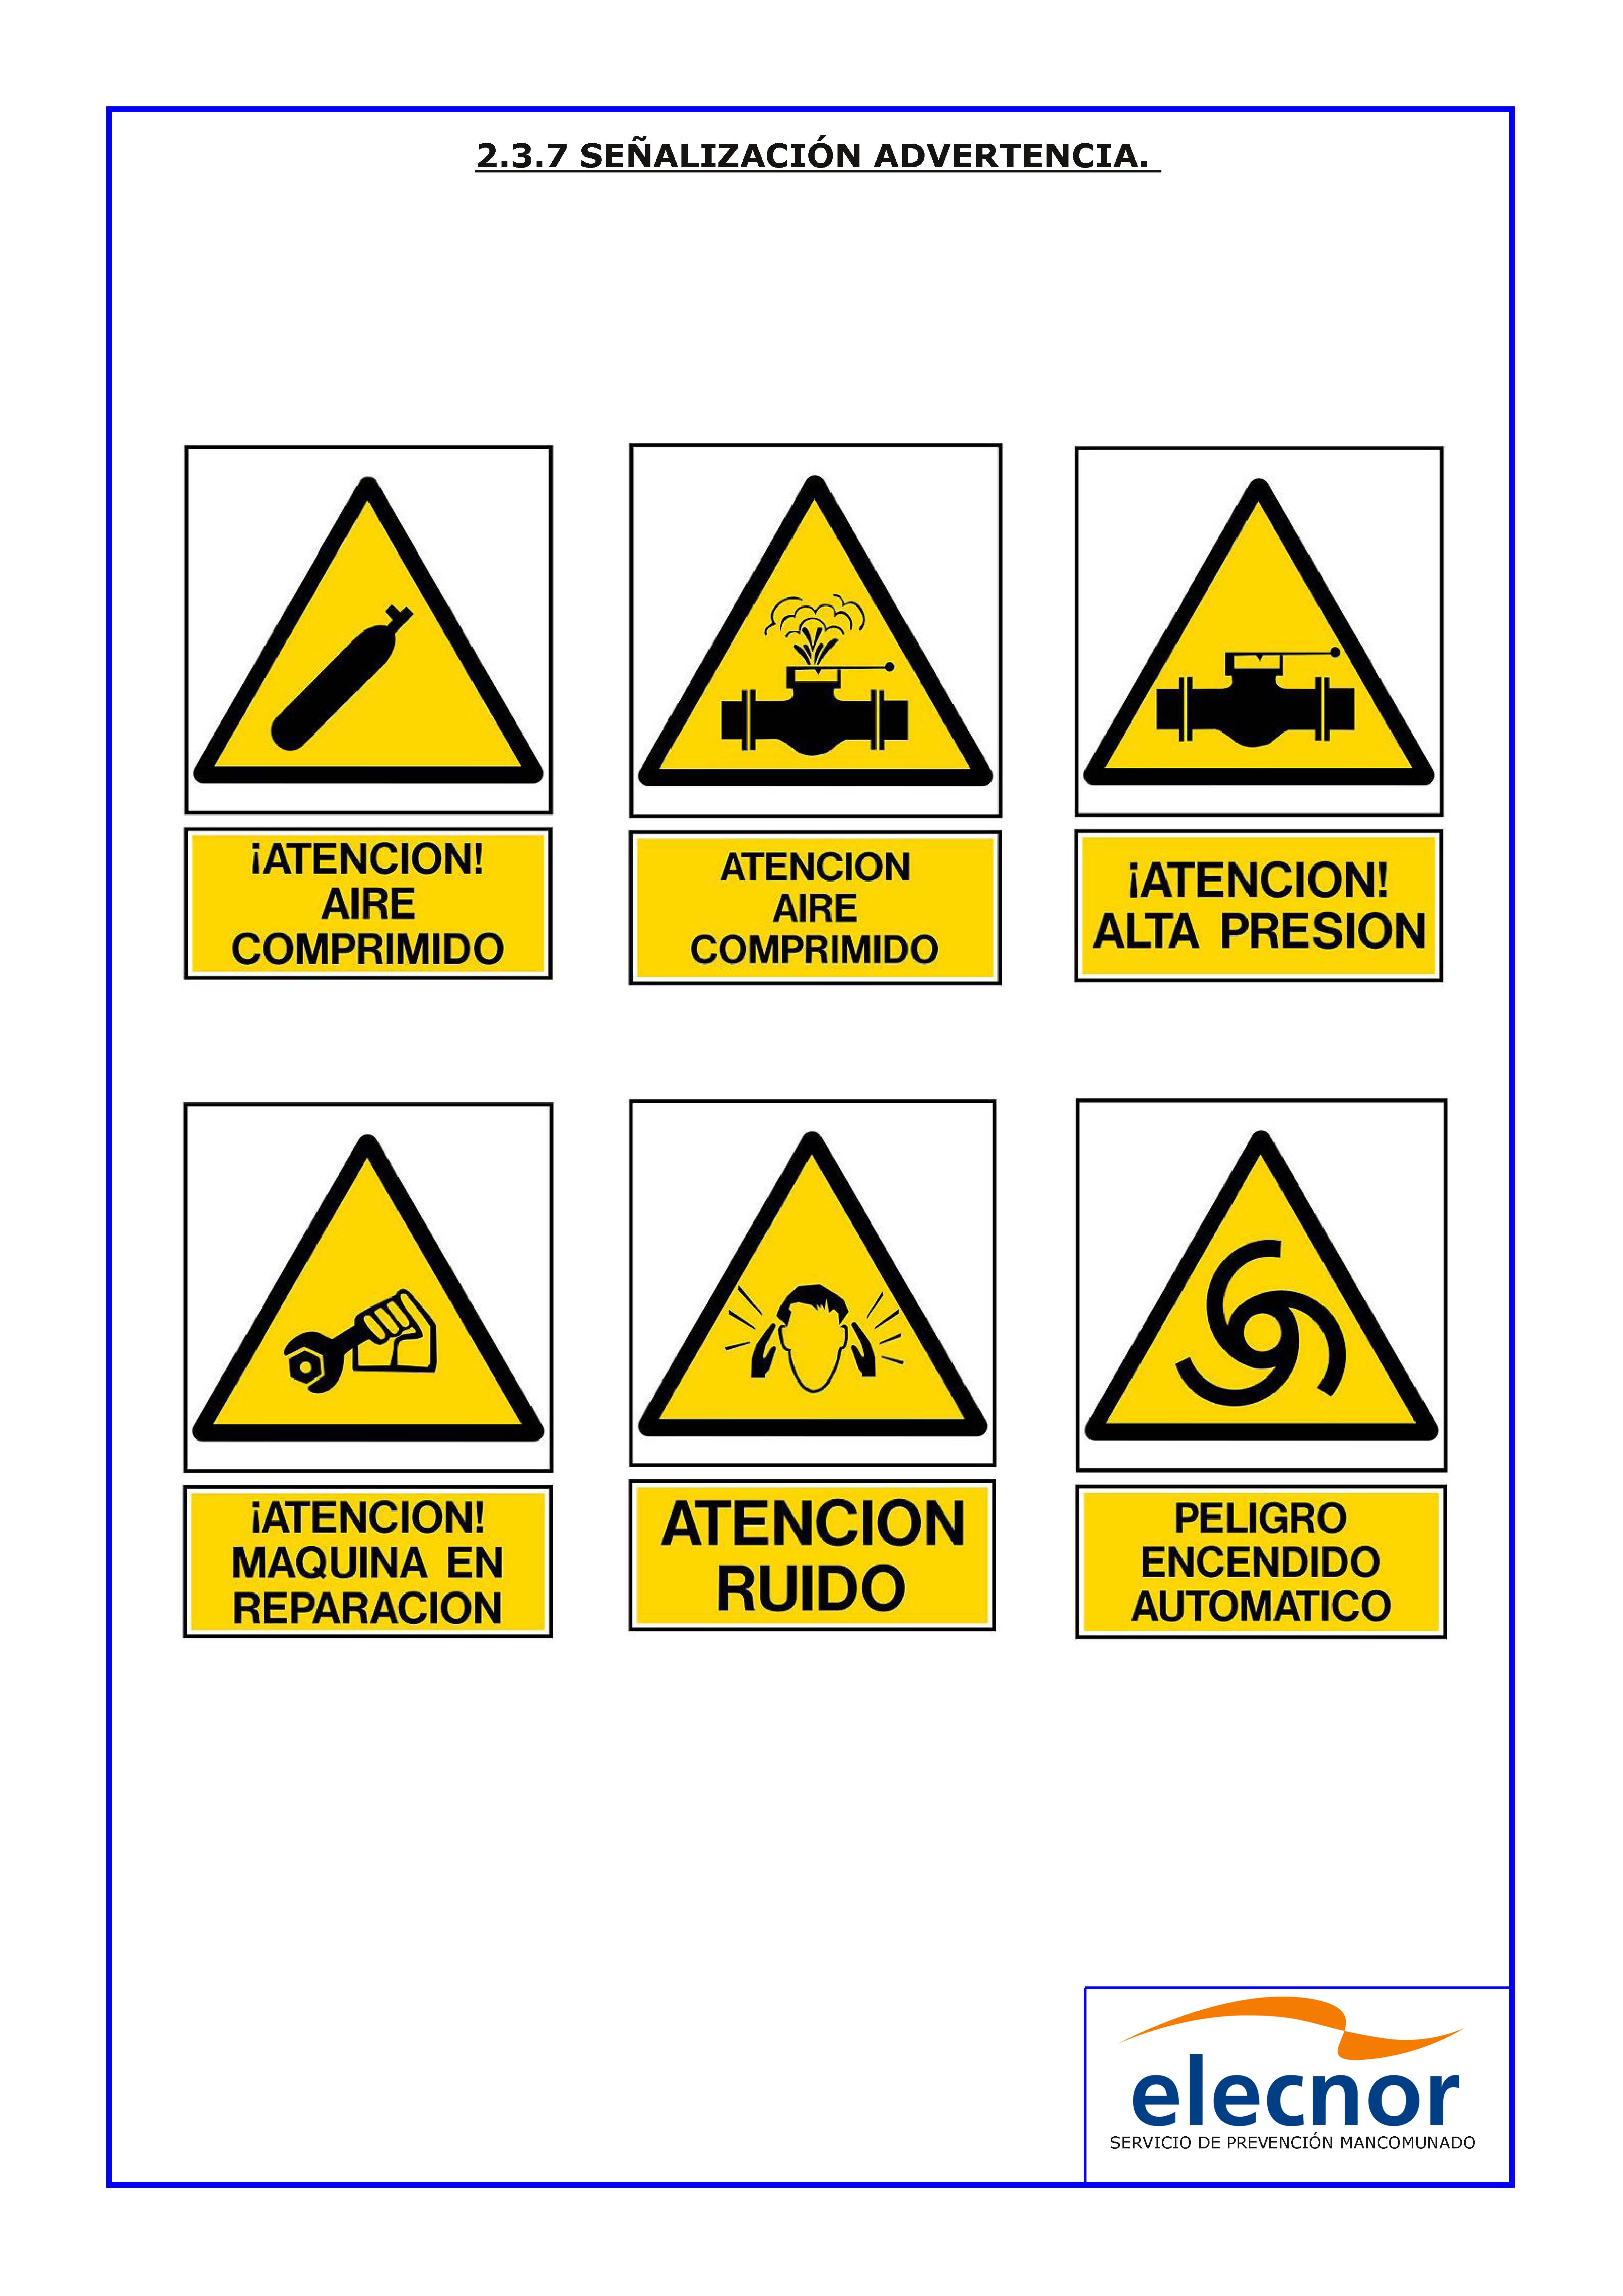 2.3.7 SEÑALIZACIÓN ADVERTENCIA.
¡ATENCION!
AIRE
COMPRIMIDO
ATENCION
AIRE
COMPRIMIDO
¡ATENCION!
ALTA PRESION
¡ATENCION!
MAQUINA EN
REPARACION
ATENCION
RUIDO
PELIGRO
ENCENDIDO
AUTOMATICO
elecnor
SERVICIO DE PREVENCIÓN MANCOMUNADO